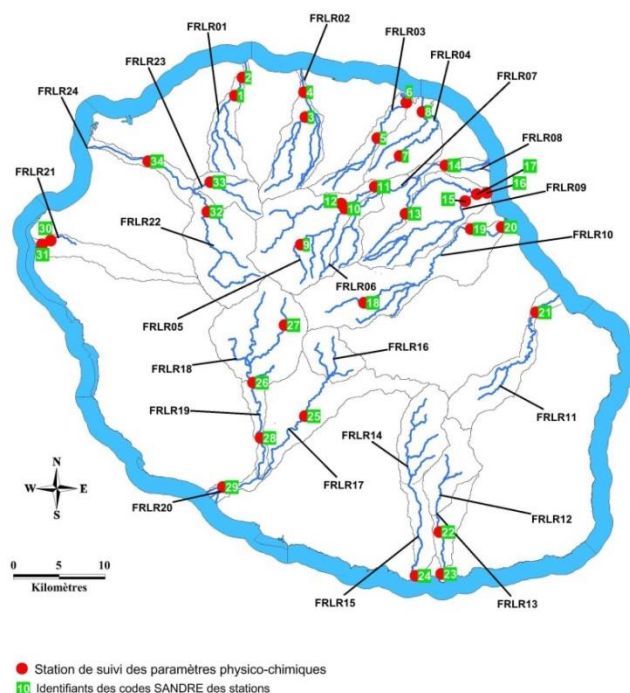 FRLR02
FRLR01
FRLR03
FRLR04
FRLR23
FRLR07
FRLR24
2
4
6
1
3
8
5
FRLR08
7
14
17
34
33
11
16
FRLR21
12
10
15
FRLR09
32
13
30
31
FRLR22
9
19
20
FRLR10
FRLR05
FRLR06
18
21
27
FRLR16
FRLR18
26
FRLR11
FRLR19
25
28
FRLR14
FRLR17
29
FRLR20
FRLR12
22
24
23
FRLR15
FRLR13
N
W E
S
0 5 10
Kilomètres
Station de suivi des paramètres physico-chimiques
10 Identifiants des codes SANDRE des stations